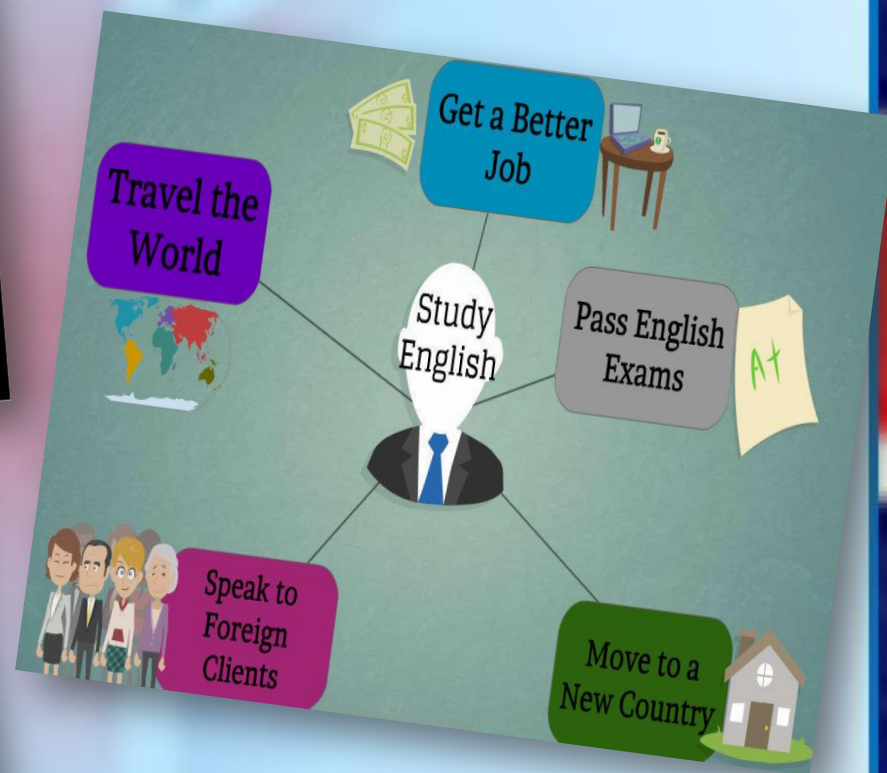 Get a Better
Job
Travel the
World
Study
English
Pass English
Exams
A+
Speak to
Foreign
Clients
Move to a
New Country